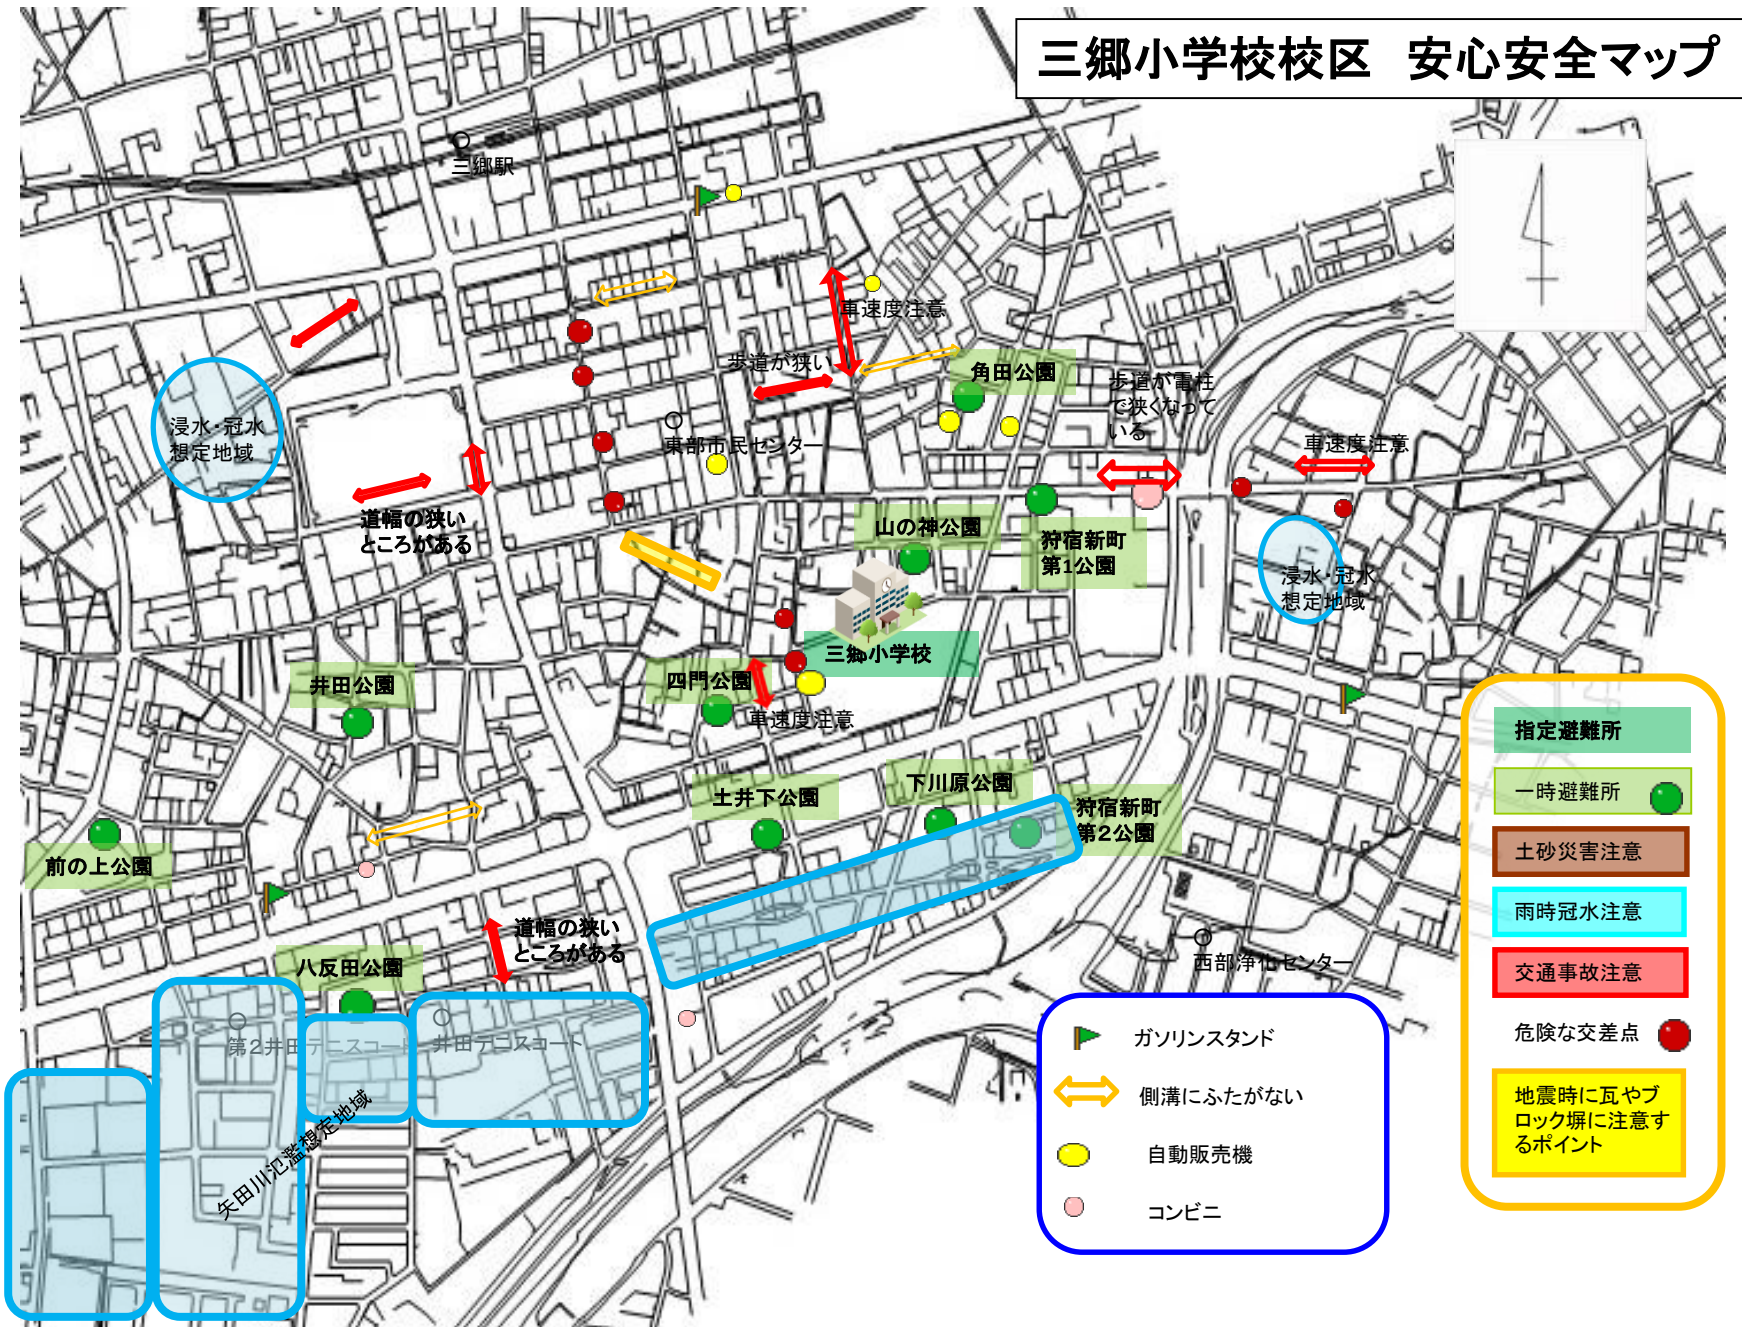 三郷小学校校区　安心安全マップ
三郷駅
車速度注意
歩道が狭い
角田公園
歩道が電柱
で狭くなって
いる
浸水・冠水
想定地域
東部市民センター
車速度注意
道幅の狭い
ところがある
山の神公園
狩宿新町
第1公園
浸水・冠水
想定地域
三郷小学校
井田公園
四門公園
車速度注意
土井下公園
下川原公園
狩宿新町
第2公園
前の上公園
道幅の狭い
ところがある
八反田公園
西部浄化センター
第2井田テニスコート
井田テニスコート
矢田川氾濫想定地域
指定避難所
一時避難所
土砂災害注意
雨時冠水注意
交通事故注意
危険な交差点
地震時に瓦やブ
ロック塀に注意す
るポイント
ガソリンスタンド
側溝にふたがない
自動販売機
コンビニ